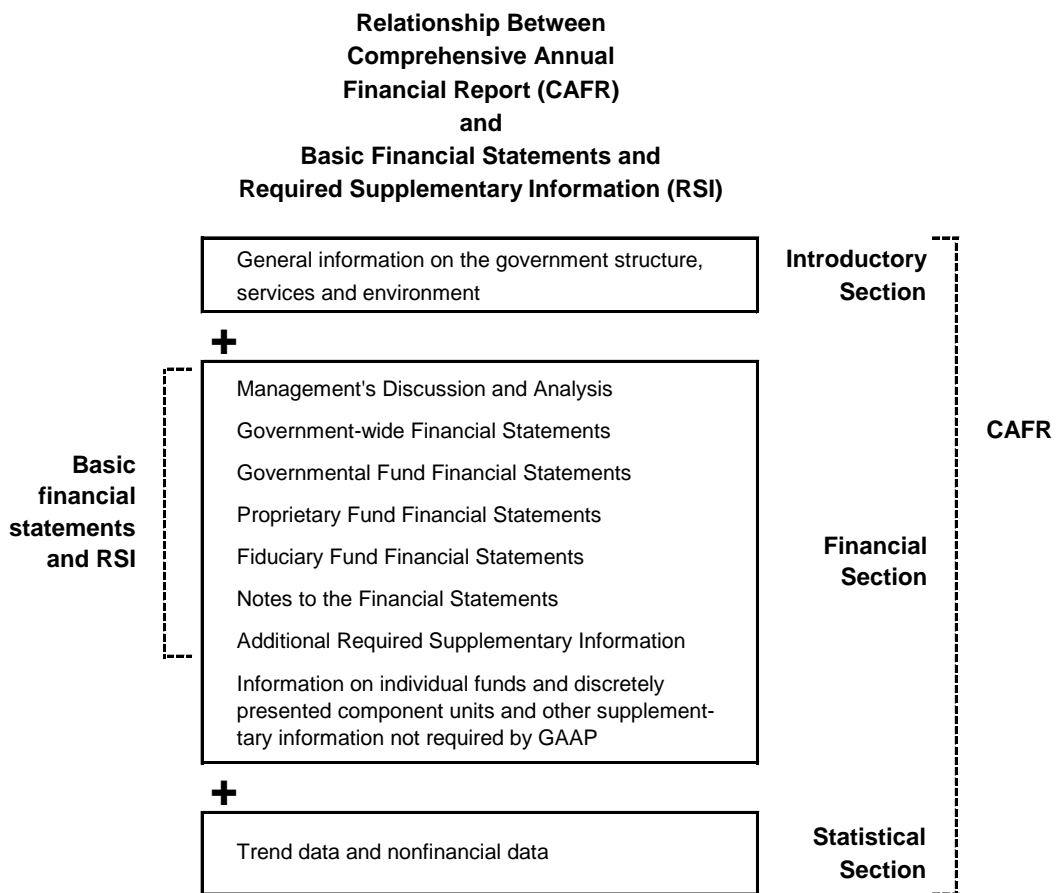 Relationship Between
Comprehensive Annual
Financial Report (CAFR)
and
Basic Financial Statements and
Required Supplementary Information (RSI)
General information on the government structure,
services and environment
Introductory
Section
+
Management's Discussion and Analysis
Government-wide Financial Statements
Governmental Fund Financial Statements
Proprietary Fund Financial Statements
Fiduciary Fund Financial Statements
Notes to the Financial Statements
Additional Required Supplementary Information
Information on individual funds and discretely
presented component units and other supplemen-
tary information not required by GAAP
Basic
financial
statements
and RSI
Financial
Section
CAFR
+
Trend data and nonfinancial data
Statistical
Section